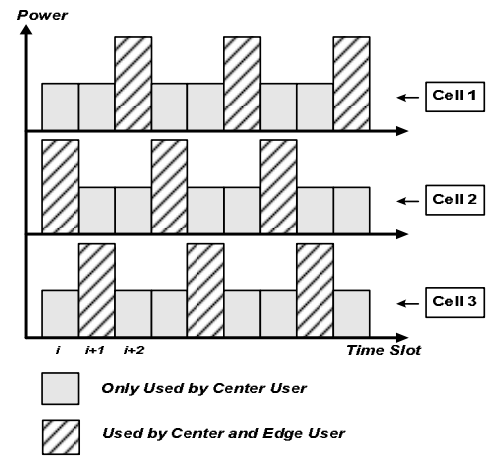 Power
Cell 1
Cell 2
Cell 3
i i+1 i+2 Time Slot
Only Used by Center User
Used by Center and Edge User